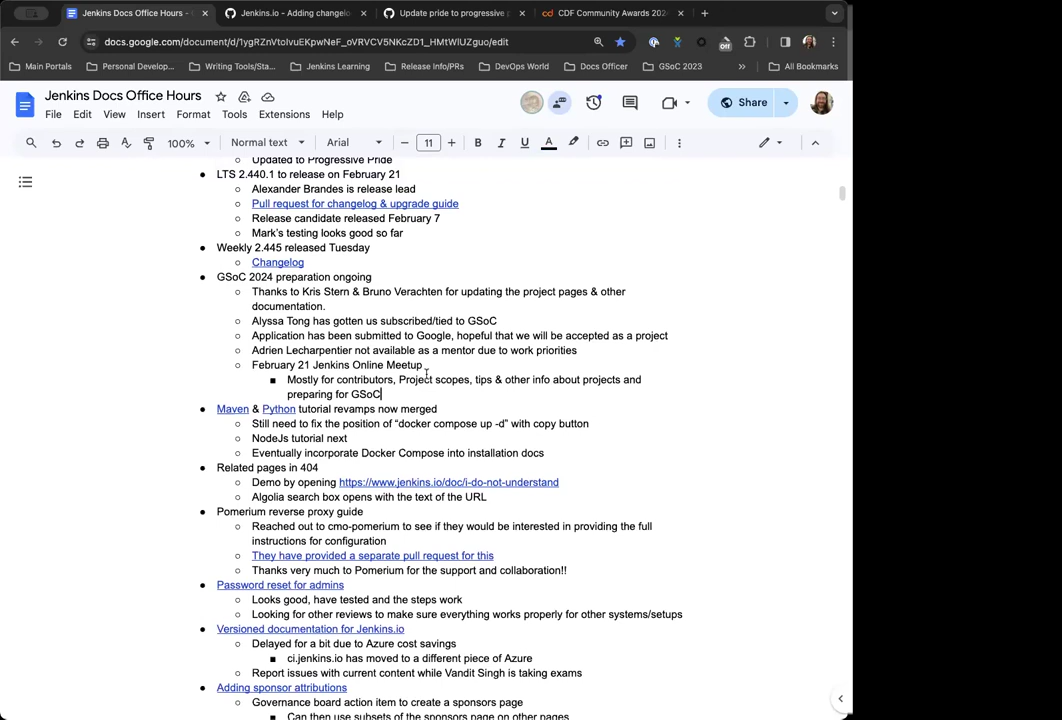 Jenkins Docs Office Hours -
Jenkins.io - Adding changelo
Update pride to progressive p
CDF Community Awards 202
docs.google.com/document/d/1ygRZnVtoIvuEKpwNeF_oVRVCV5NKcZD1_HMtWlUZguo/edit
Off
Main Portals
Personal Develop...
Writing Tools/Sta...
Jenkins Learning
Release Info/PRs
DevOps World
Docs Officer
GSoC 2023
All Bookmarks
Jenkins Docs Office Hours
File Edit View Insert Format Tools Extensions Help
Share
100% Normal text Arial 11 B I U A
Updated to Progressive Pride
LTS 2.440.1 to release on February 21
Alexander Brandes is release lead
Pull request for changelog & upgrade guide
Release candidate released February 7
Mark's testing looks good so far
Weekly 2.445 released Tuesday
Changelog
GSoC 2024 preparation ongoing
Thanks to Kris Stern & Bruno Verachten for updating the project pages & other
documentation.
Alyssa Tong has gotten us subscribed/tied to GSoC
Application has been submitted to Google, hopeful that we will be accepted as a project
Adrien Lecharpentier not available as a mentor due to work priorities
February 21 Jenkins Online Meetup
Mostly for contributors, Project scopes, tips & other info about projects and
preparing for GSoC
Maven & Python tutorial revamps now merged
Still need to fix the position of “docker compose up -d” with copy button
NodeJs tutorial next
Eventually incorporate Docker Compose into installation docs
Related pages in 404
Demo by opening https://www.jenkins.io/doc/i-do-not-understand
Algolia search box opens with the text of the URL
Pomerium reverse proxy guide
Reached out to cmo-pomerium to see if they would be interested in providing the full
instructions for configuration
They have provided a separate pull request for this
Thanks very much to Pomerium for the support and collaboration!!
Password reset for admins
Looks good, have tested and the steps work
Looking for other reviews to make sure everything works properly for other systems/setups
Versioned documentation for Jenkins.io
Delayed for a bit due to Azure cost savings
ci.jenkins.io has moved to a different piece of Azure
Report issues with current content while Vandit Singh is taking exams
Adding sponsor attributions
Governance board action item to create a sponsors page
Can then use subsets of the sponsors page on other pages